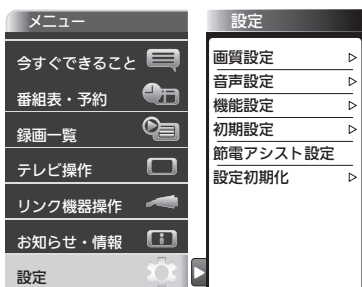 メニュー
今すぐできること
番組表・予約
録画一覧
テレビ操作
リンク機器操作
お知らせ・情報
設定
設定
画質設定
音声設定
機能設定
初期設定
節電アシスト設定
設定初期化